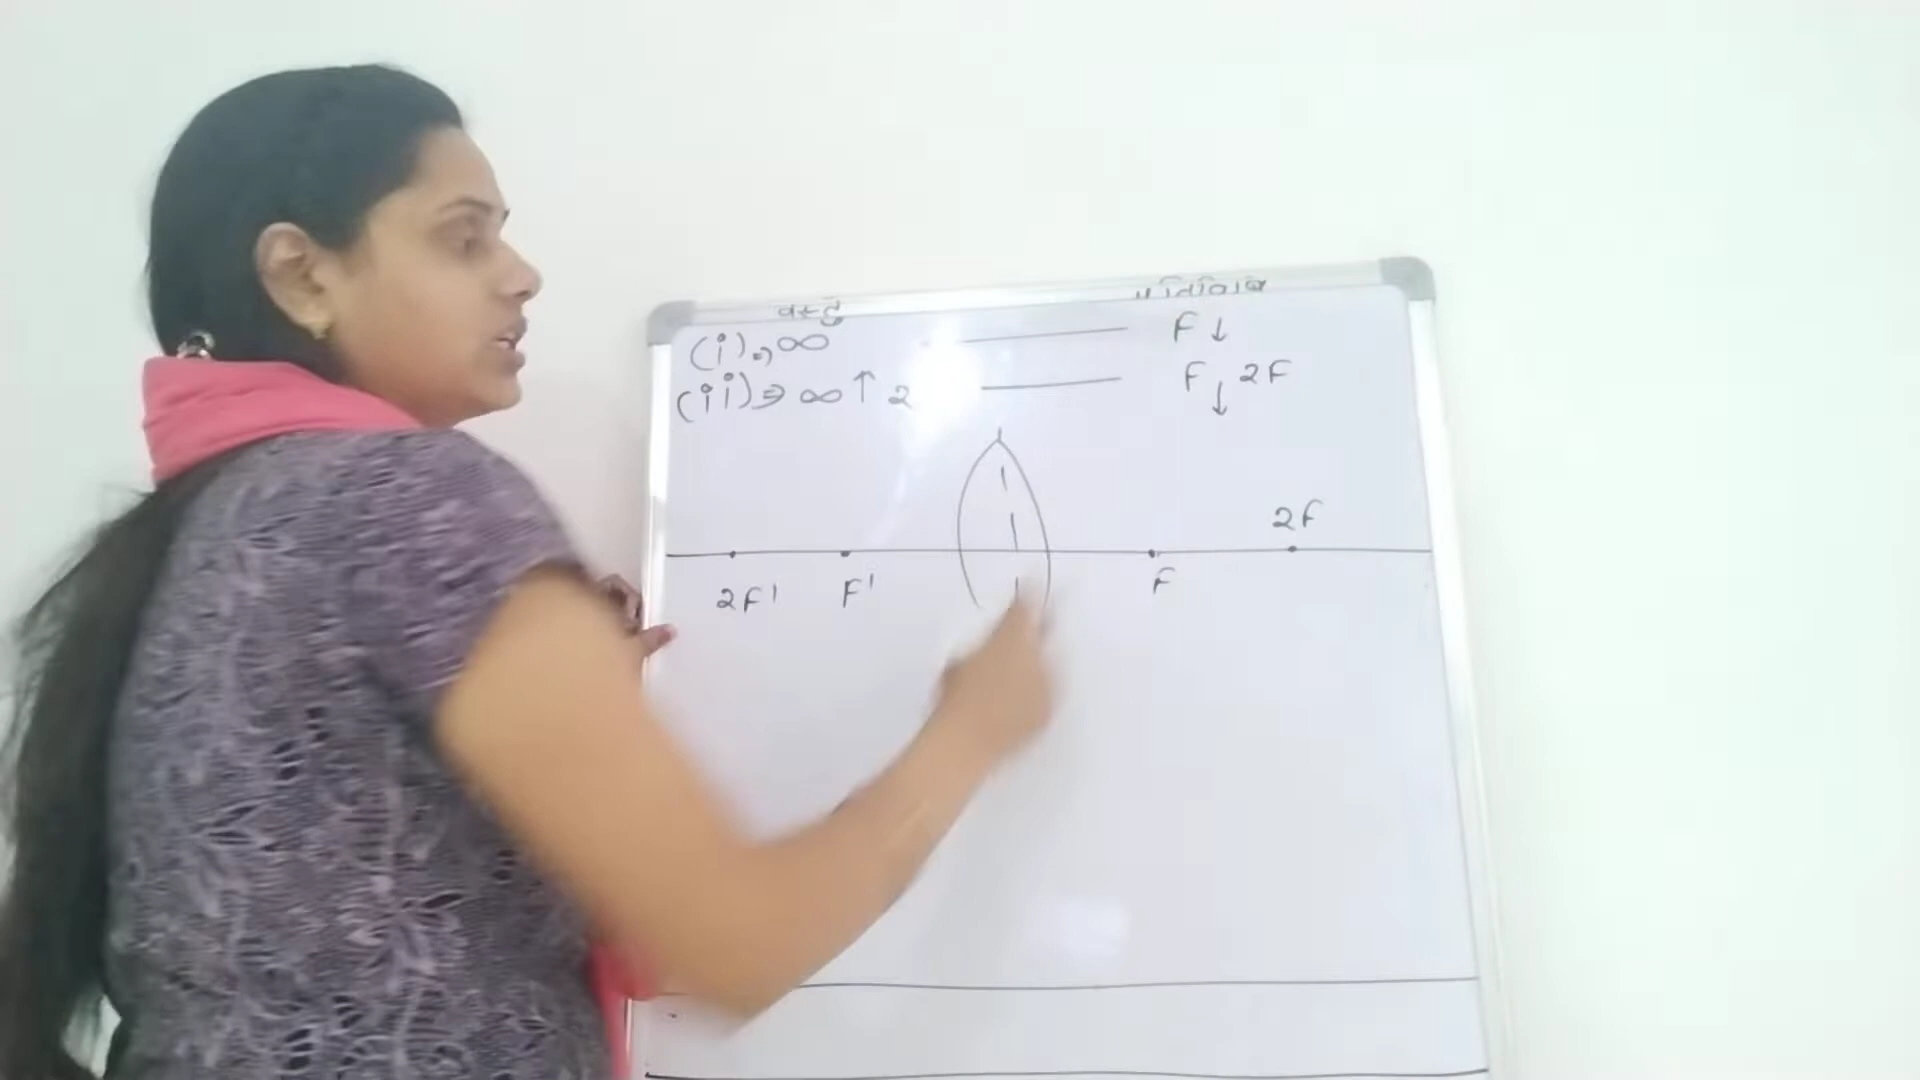 वस्तु प्रतिबिंब
(i) ⇒ ∞ F ↓
(ii) ⇒ ∞ ↑ 2 F ↓ 2F
2F
2F' F' F